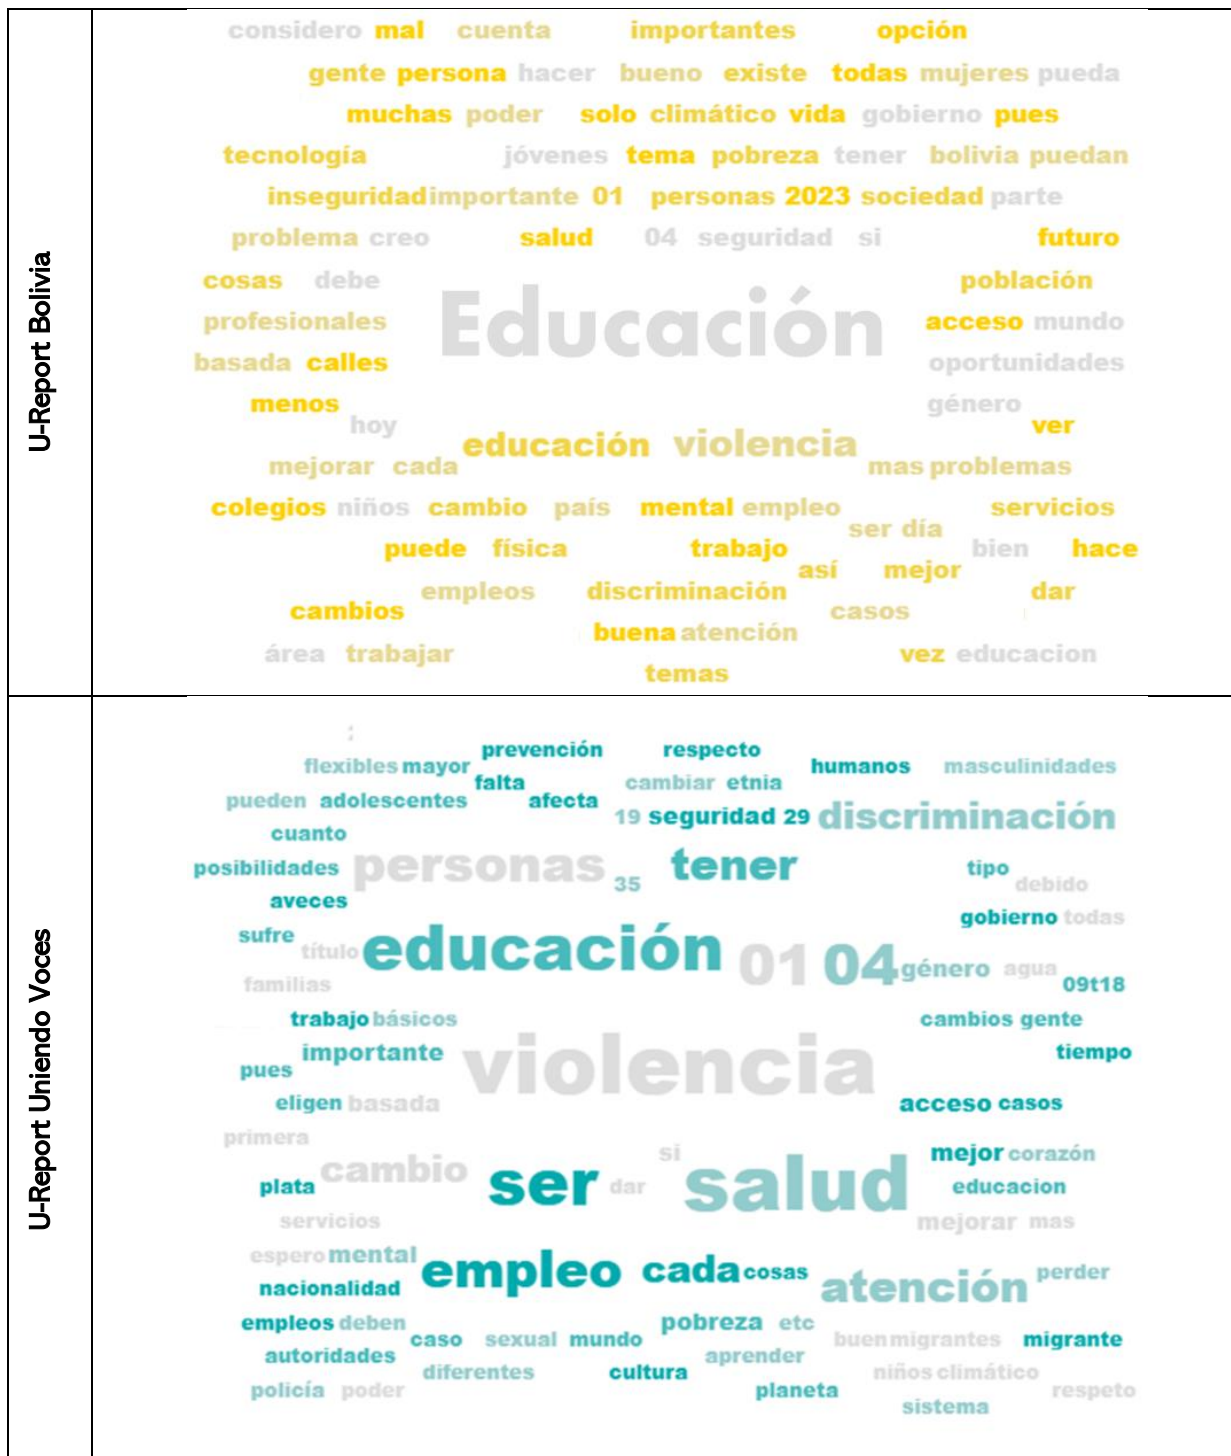 U-Report Bolivia
considero mal cuenta importantes opción
gente persona hacer bueno existe todas mujeres pueda
muchas poder solo climático vida gobierno pues
tecnología jóvenes tema pobreza tener bolivia puedan
inseguridad importante 01 personas 2023 sociedad parte
problema creo salud 04 seguridad si futuro
cosas debe población
Educación
profesionales acceso mundo
basada calles oportunidades
menos género
hoy ver
educación violencia
mejorar cada mas problemas
colegios niños cambio país mental empleo servicios
ser día
puede física trabajo bien hace
así mejor
empleos discriminación dar
cambios casos
buena atención
área trabajar vez educacion
temas
U-Report Uniendo Voces
prevención respecto
flexibles mayor humanos masculinidades
falta cambiar etnia
pueden adolescentes afecta
19 seguridad 29 discriminación
cuanto
posibilidades personas tener tipo
35 debido
aveces
gobierno todas
sufre
título educación 01 04 género agua
familias 09t18
trabajo básicos cambios gente
importante violencia tiempo
pues
eligen basada acceso casos
primera
si mejor corazón
cambio
plata ser dar salud educacion
servicios mejorar mas
espero mental
empleo cada cosas atención perder
nacionalidad
empleos deben pobreza etc
caso sexual mundo buen migrantes migrante
autoridades aprender
diferentes cultura niños climático
policía poder planeta respeto
sistema